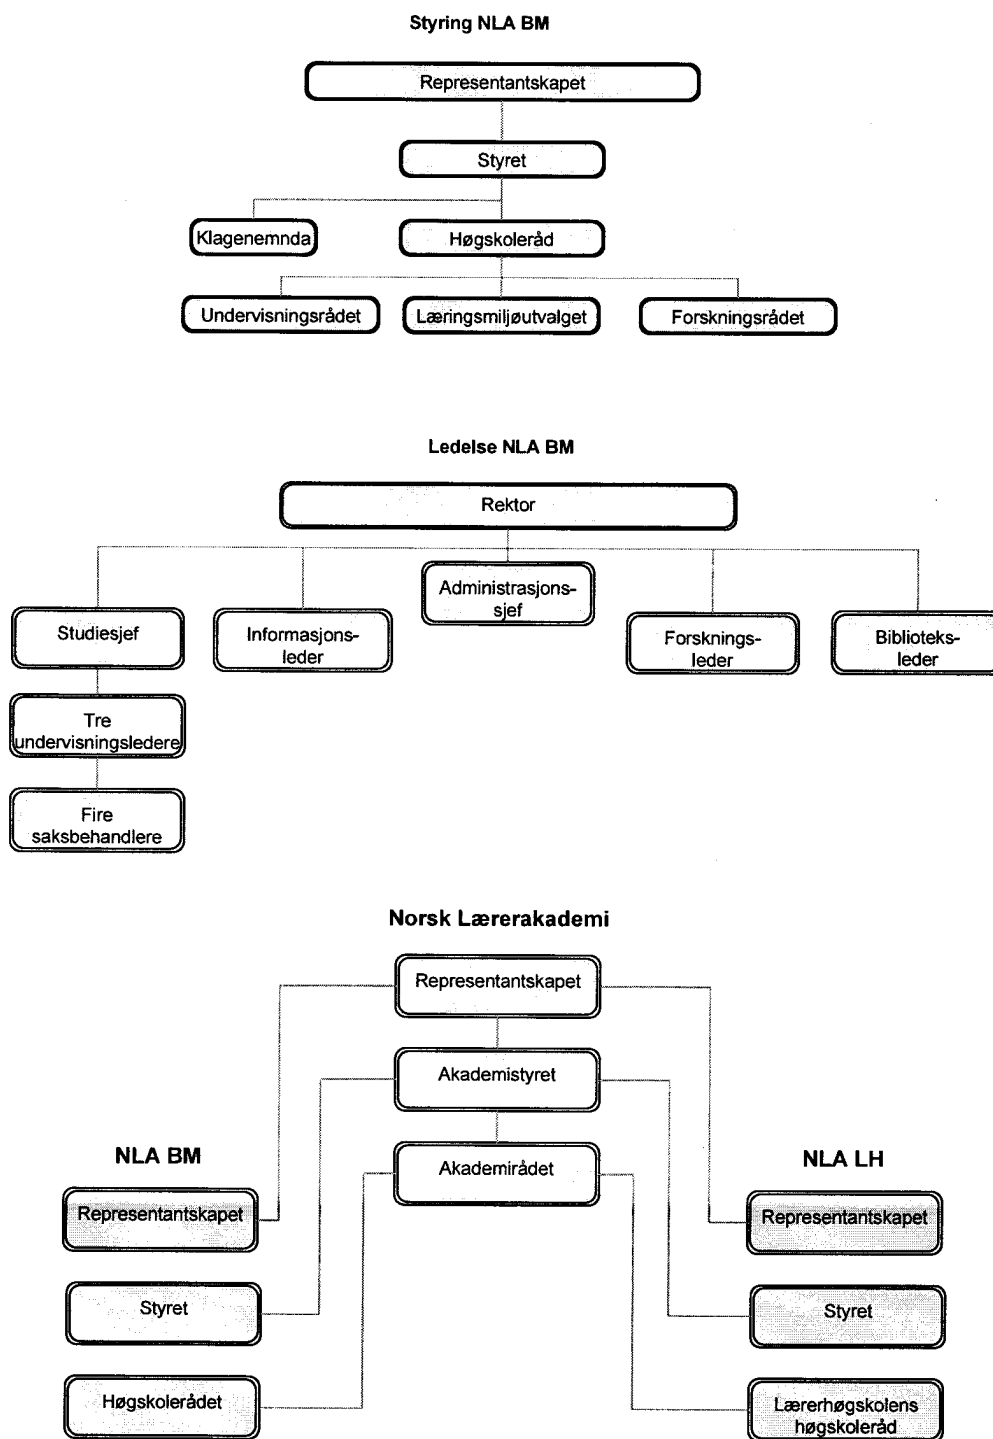 Styring NLA BM
Representantskapet
Styret
Klagenemnda
Høgskoleråd
Undervisningsrådet
Læringsmiljøutvalget
Forskningsrådet
Ledelse NLA BM
Rektor
Administrasjons-
sjef
Studiesjef
Informasjons-
leder
Forsknings-
leder
Biblioteks-
leder
Tre
undervisningsledere
Fire
saksbehandlere
Norsk Lærerakademi
Representantskapet
Akademistyret
Akademirådet
NLA BM
Representantskapet
Styret
Høgskolerådet
NLA LH
Representantskapet
Styret
Lærerhøgskolens
høgskoleråd